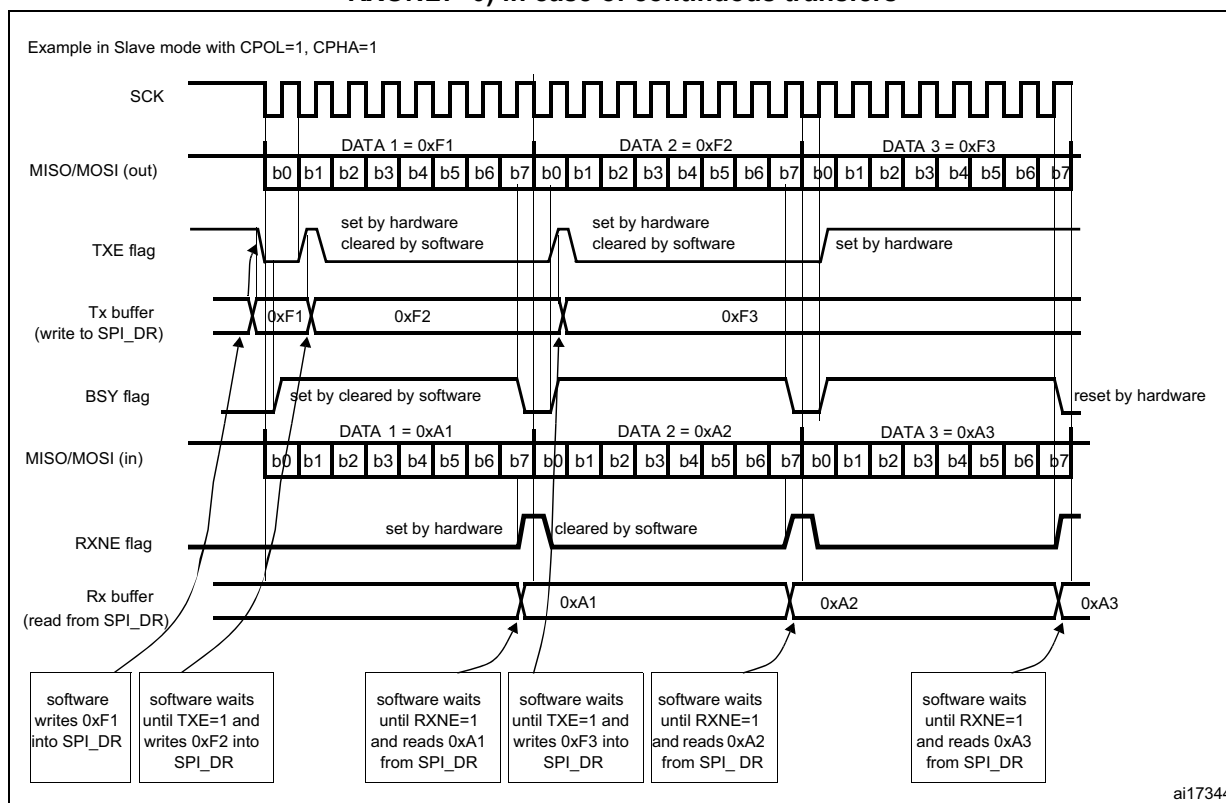 Example in Slave mode with CPOL=1, CPHA=1
SCK
DATA 1 = 0xF1 DATA 2 = 0xF2 DATA 3 = 0xF3
MISO/MOSI (out) b0 b1 b2 b3 b4 b5 b6 b7 b0 b1 b2 b3 b4 b5 b6 b7 b0 b1 b2 b3 b4 b5 b6 b7
set by hardware set by hardware
TXE flag cleared by software cleared by software set by hardware
Tx buffer 0xF1 0xF2 0xF3
(write to SPI_DR)
BSY flag set by cleared by software reset by hardware
DATA 1 = 0xA1 DATA 2 = 0xA2 DATA 3 = 0xA3
MISO/MOSI (in) b0 b1 b2 b3 b4 b5 b6 b7 b0 b1 b2 b3 b4 b5 b6 b7 b0 b1 b2 b3 b4 b5 b6 b7
set by hardware cleared by software
RXNE flag
Rx buffer 0xA1 0xA2 0xA3
(read from SPI_DR)
software
writes 0xF1
into SPI_DR
software waits
until TXE=1 and
writes 0xF2 into
SPI_DR
software waits
until RXNE=1
and reads 0xA1
from SPI_DR
software waits
until TXE=1 and
writes 0xF3 into
SPI_DR
software waits
until RXNE=1
and reads 0xA2
from SPI_ DR
software waits
until RXNE=1
and reads 0xA3
from SPI_DR
ai17344